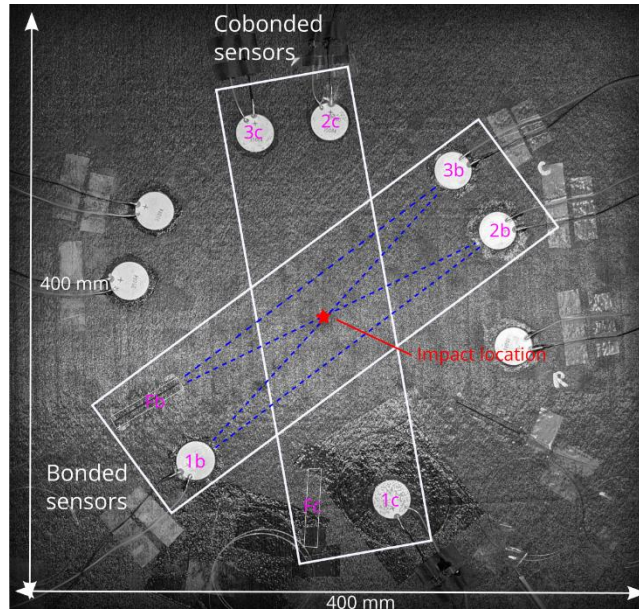 Cobonded
sensors
3c
2c
3b
C
2b
400 mm
Impact location
R
Fb
1b
Bonded
sensors
Fc
1c
400 mm